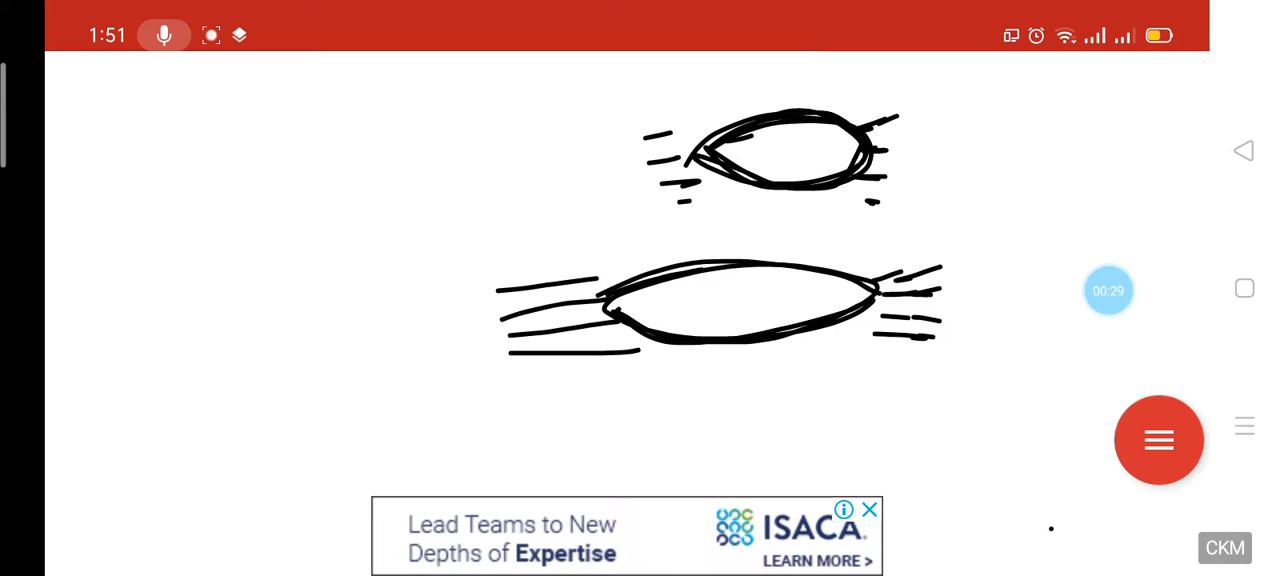 1:51
00:29
Lead Teams to New
Depths of Expertise
ISACA.
LEARN MORE >
CKM